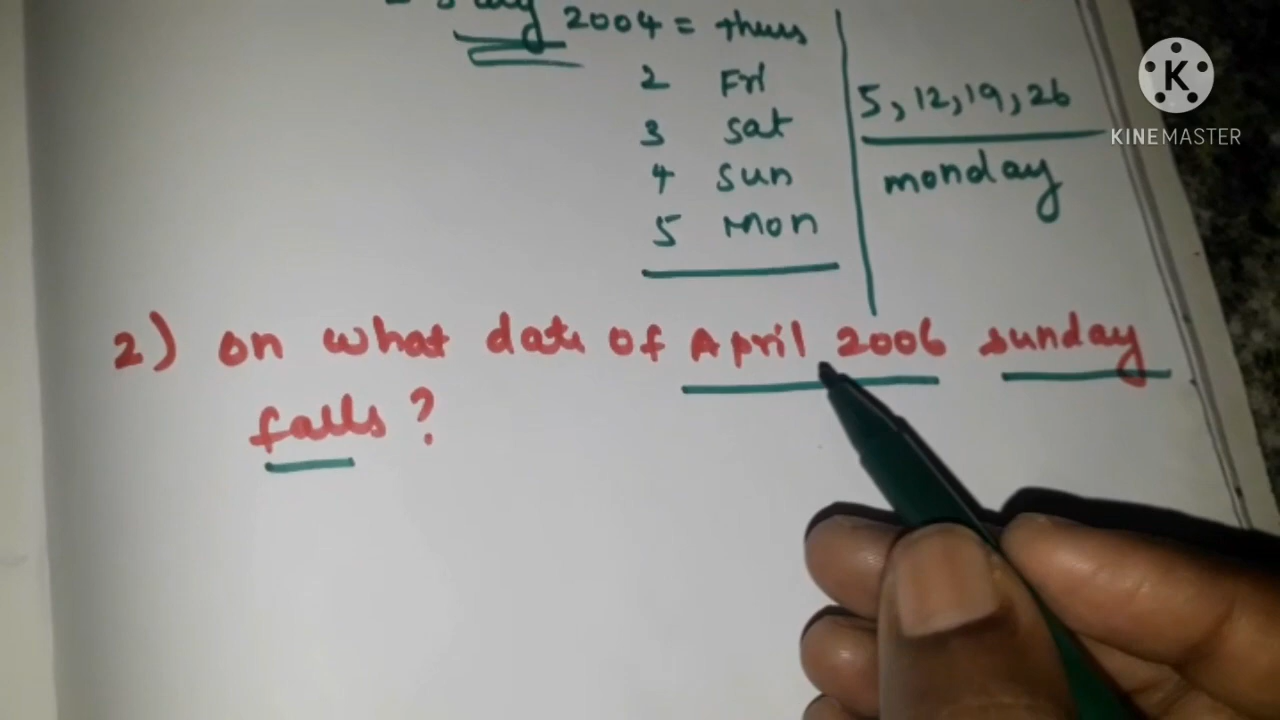 2004 = thurs
2 Fri
3 sat
4 sun
5 Mon
5, 12, 19, 26
monday
K
KINEMASTER
2) on what date of April 2006 sunday
falls ?